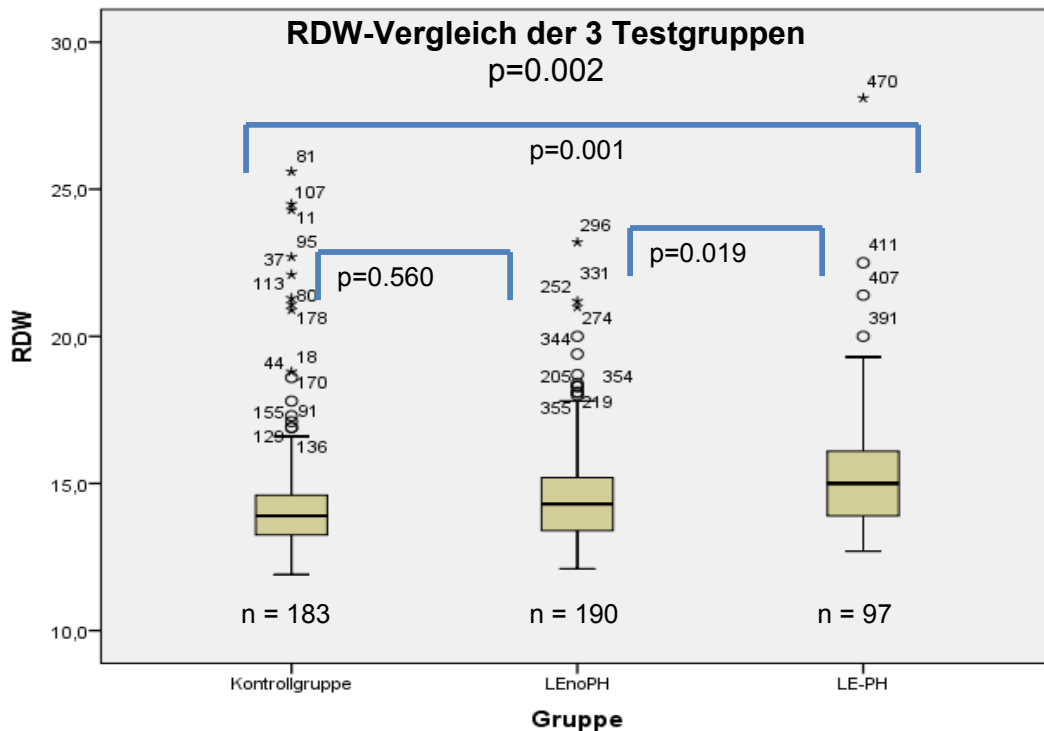 RDW-Vergleich der 3 Testgruppen
p=0.002
30,0
470
p=0.001
81
25,0
107
11
95
37
113
80
178
296
331
252
274
p=0.560
p=0.019
411
407
391
20,0
344
44
18
170
205
354
155
91
355
219
129
136
RDW
15,0
n = 183
n = 190
n = 97
10,0
Kontrollgruppe
LEnoPH
LE-PH
Gruppe